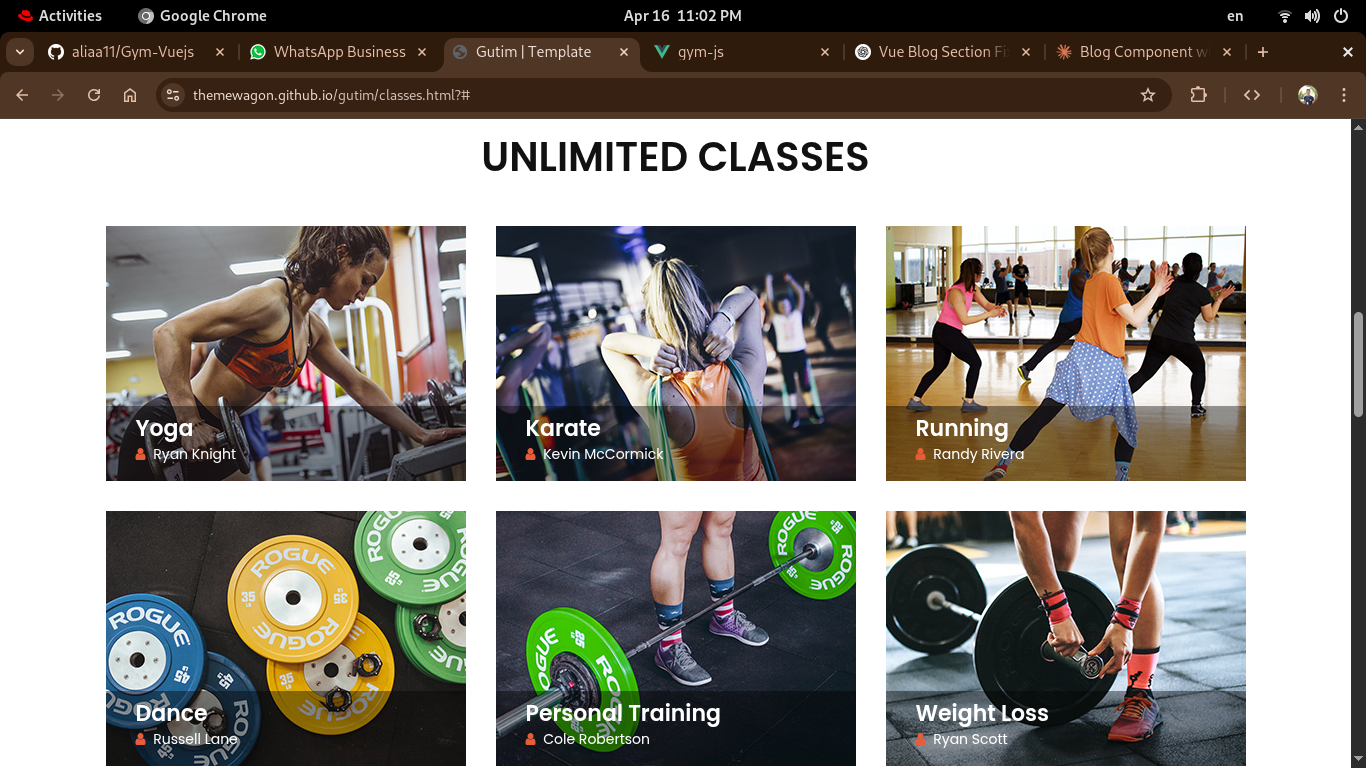 Activities Google Chrome Apr 16 11:02 PM en
aliaa11/Gym-Vuejs WhatsApp Business Gutim | Template gym-js Vue Blog Section Fi Blog Component w
themewagon.github.io/gutim/classes.html?#
UNLIMITED CLASSES
Yoga
Ryan Knight
Karate
Kevin McCormick
Running
Randy Rivera
ROGUE
ROGUE
ROGUE
ROGUE
35
35
45
35
Dance
Russell Lane
ROGUE
ROGUE
ROGUE
ROGUE
Personal Training
Cole Robertson
Weight Loss
Ryan Scott